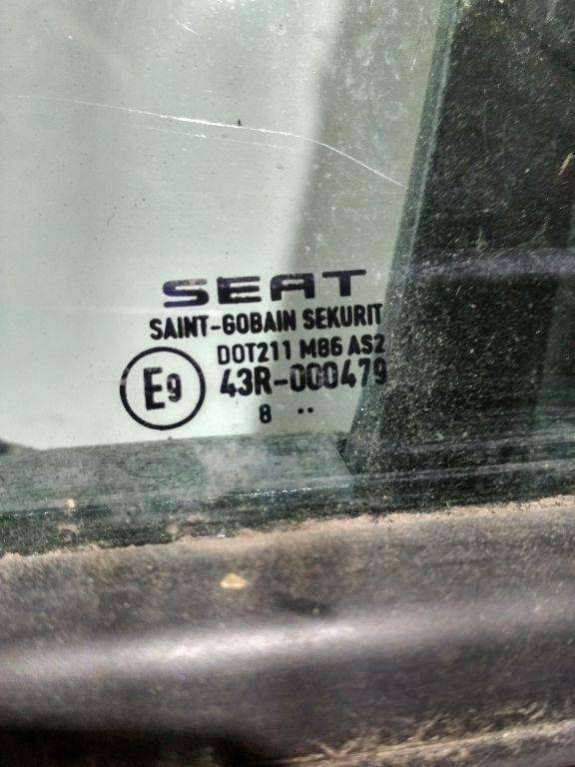 SEAT
SAINT-GOBAIN SEKURIT
DOT211 M86 AS2
E9 43R-000479
8 ..